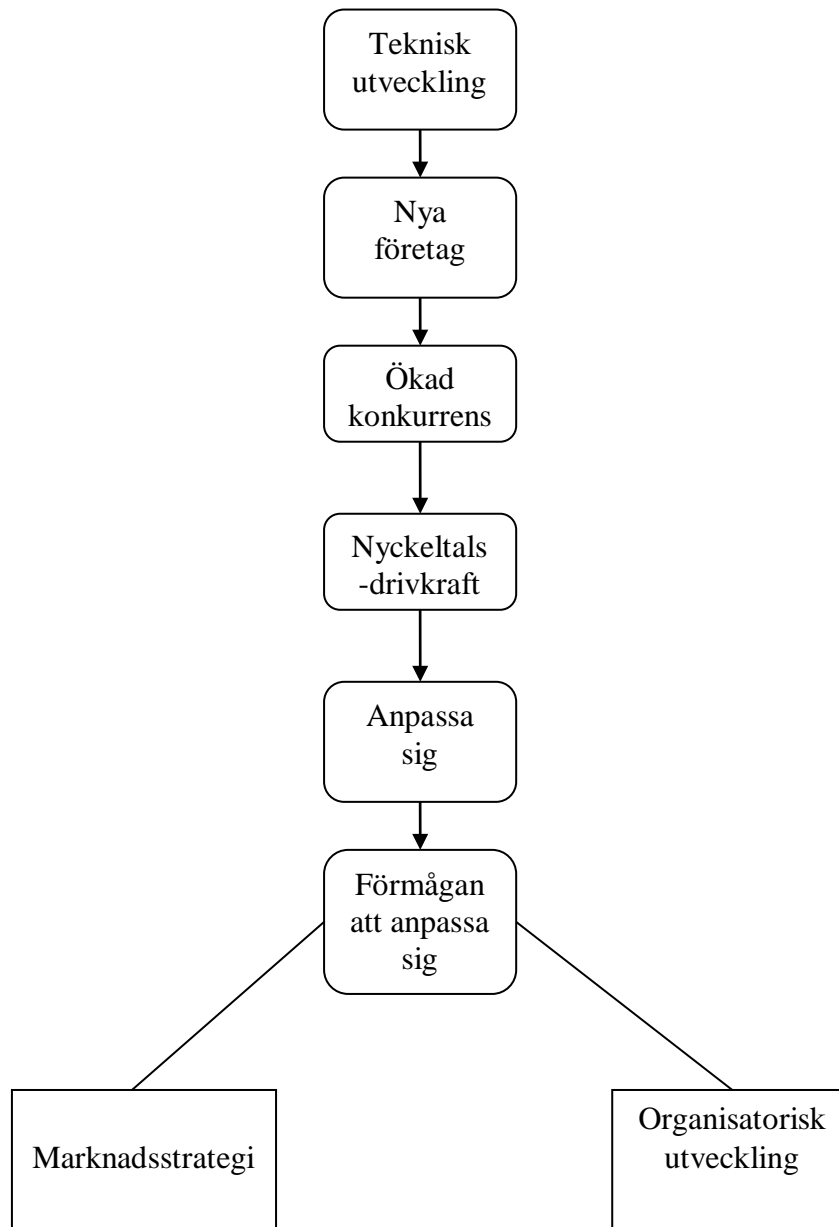 Teknisk
utveckling
Nya
företag
Ökad
konkurrens
Nyckeltals
-drivkraft
Anpassa
sig
Förmågan
att anpassa
sig
Marknadsstrategi
Organisatorisk
utveckling